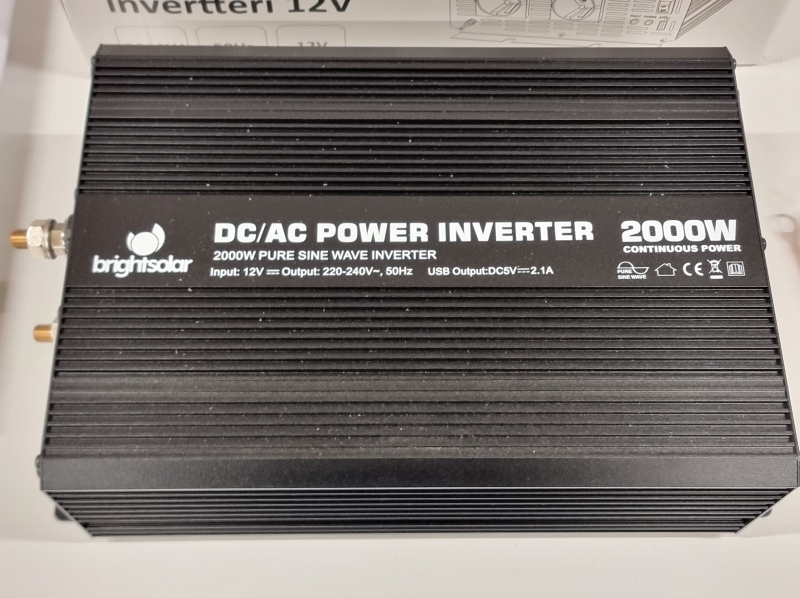 Invertteri 12V
12V
brightsolar
DC/AC POWER INVERTER
2000W PURE SINE WAVE INVERTER
Input: 12V⎓ Output: 220-240V~, 50Hz USB Output:DC5V⎓2.1A
2000W
CONTINUOUS POWER
PURE
SINE WAVE
CE